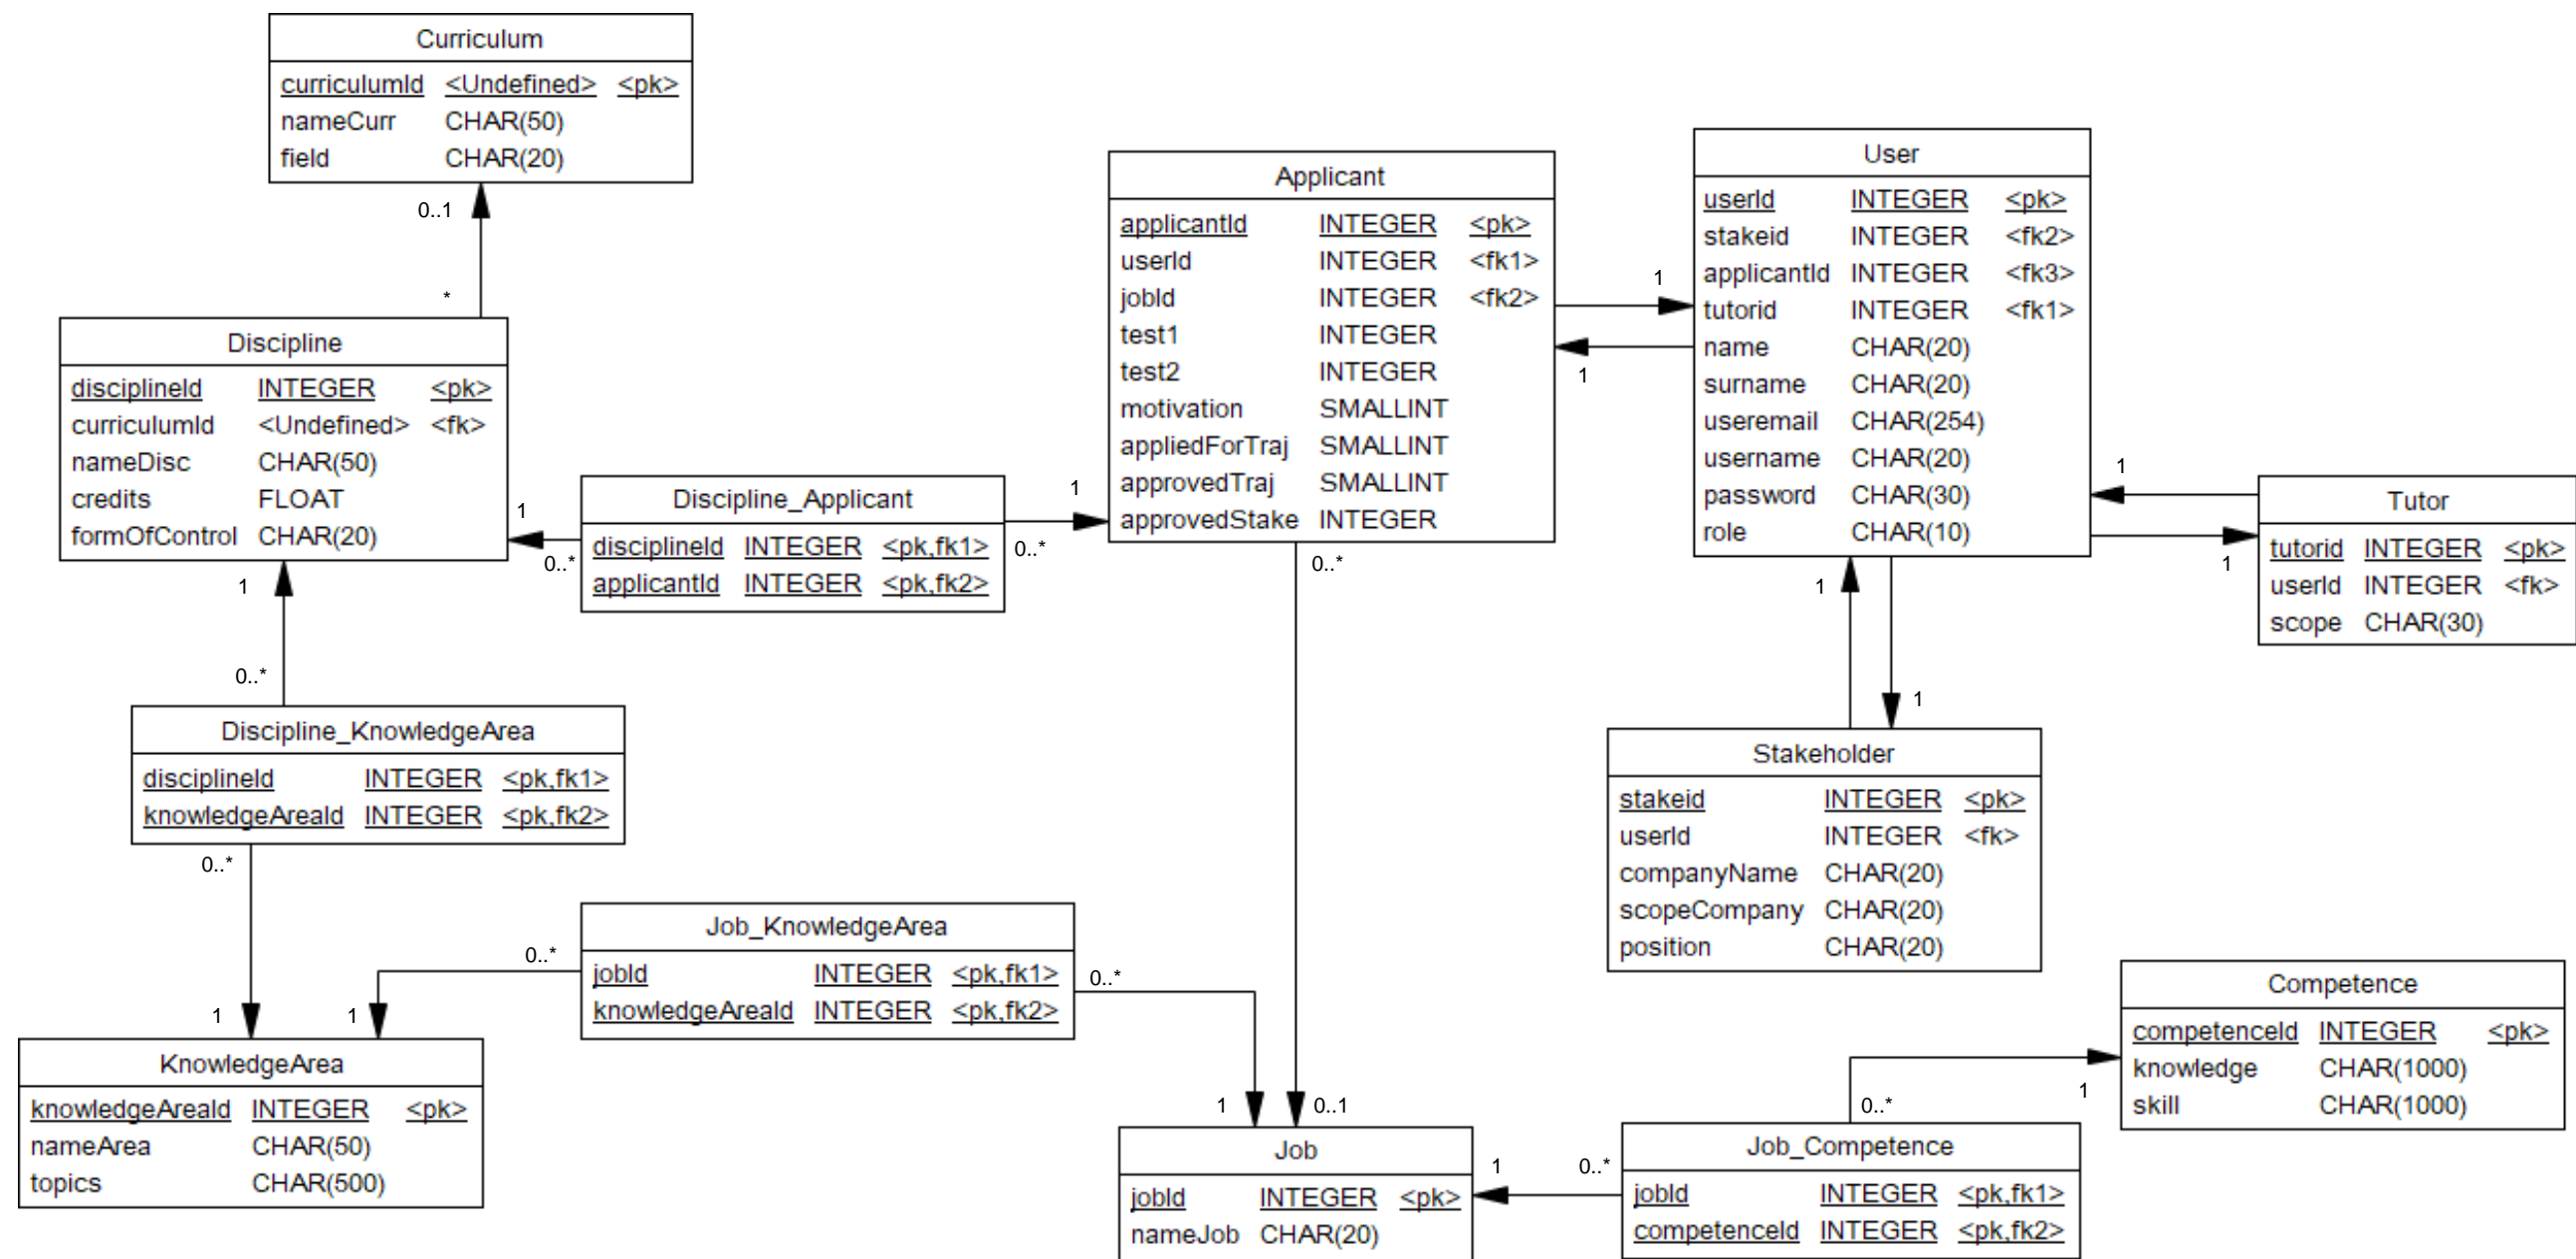 Curriculum
curriculumId <Undefined> <pk>
nameCurr CHAR(50)
field CHAR(20)
0..1
*
Discipline
disciplineId INTEGER <pk>
curriculumId <Undefined> <fk>
nameDisc CHAR(50)
credits FLOAT
formOfControl CHAR(20)
1
0..*
Discipline_Applicant
disciplineId INTEGER <pk,fk1>
applicantId INTEGER <pk,fk2>
1
0..*
Applicant
applicantId INTEGER <pk>
userId INTEGER <fk1>
jobId INTEGER <fk2>
test1 INTEGER
test2 INTEGER
motivation SMALLINT
appliedForTraj SMALLINT
approvedTraj SMALLINT
approvedStake INTEGER
1
1
User
userId INTEGER <pk>
stakeid INTEGER <fk2>
applicantId INTEGER <fk3>
tutorid INTEGER <fk1>
name CHAR(20)
surname CHAR(20)
useremail CHAR(254)
username CHAR(20)
password CHAR(30)
role CHAR(10)
1
1
Tutor
tutorid INTEGER <pk>
userId INTEGER <fk>
scope CHAR(30)
1
1
Stakeholder
stakeid INTEGER <pk>
userId INTEGER <fk>
companyName CHAR(20)
scopeCompany CHAR(20)
position CHAR(20)
1
0..*
Discipline_KnowledgeArea
disciplineId INTEGER <pk,fk1>
knowledgeAreaId INTEGER <pk,fk2>
0..*
1
KnowledgeArea
knowledgeAreaId INTEGER <pk>
nameArea CHAR(50)
topics CHAR(500)
1
0..*
Job_KnowledgeArea
jobId INTEGER <pk,fk1>
knowledgeAreaId INTEGER <pk,fk2>
0..*
1
0..*
0..1
Job
jobId INTEGER <pk>
nameJob CHAR(20)
1
0..*
Job_Competence
jobId INTEGER <pk,fk1>
competenceId INTEGER <pk,fk2>
0..*
1
Competence
competenceId INTEGER <pk>
knowledge CHAR(1000)
skill CHAR(1000)